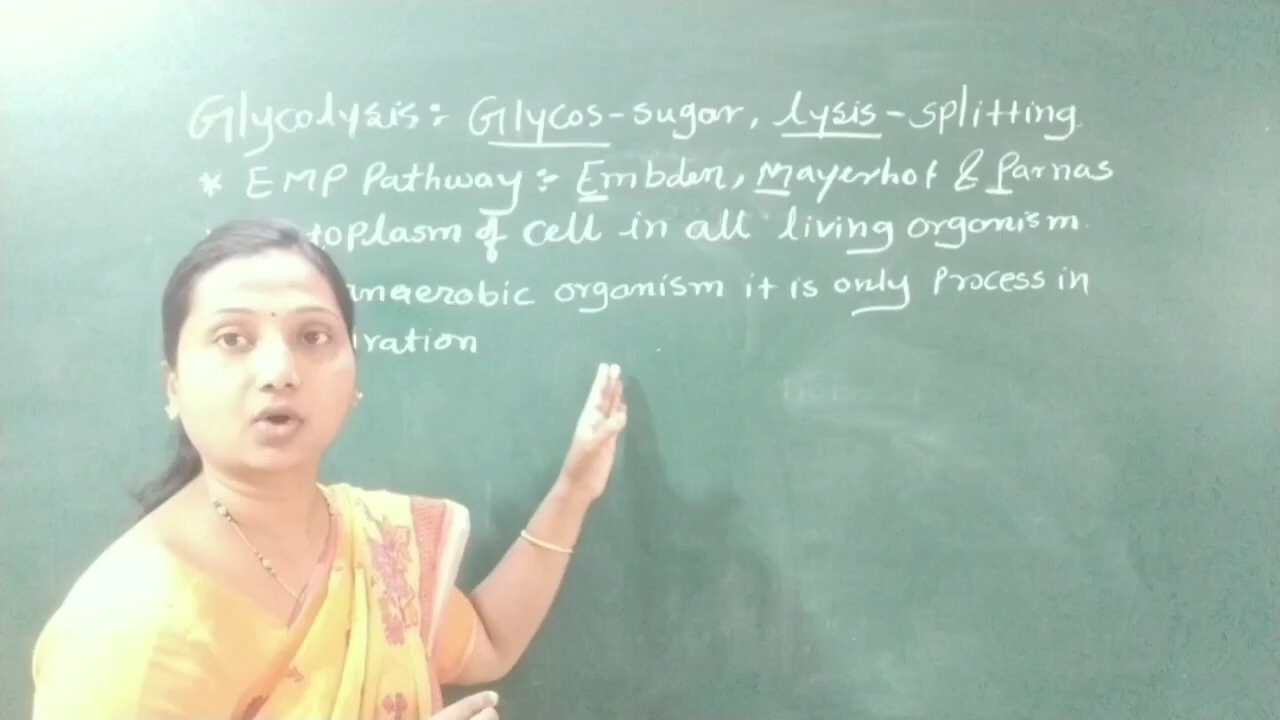 Glycolysis: Glycos-sugar, lysis-splitting
* EMP Pathway:- Embden, Mayerhof & Parnas
toplasm of cell in all living organism
anaerobic organism it is only Process in
iration